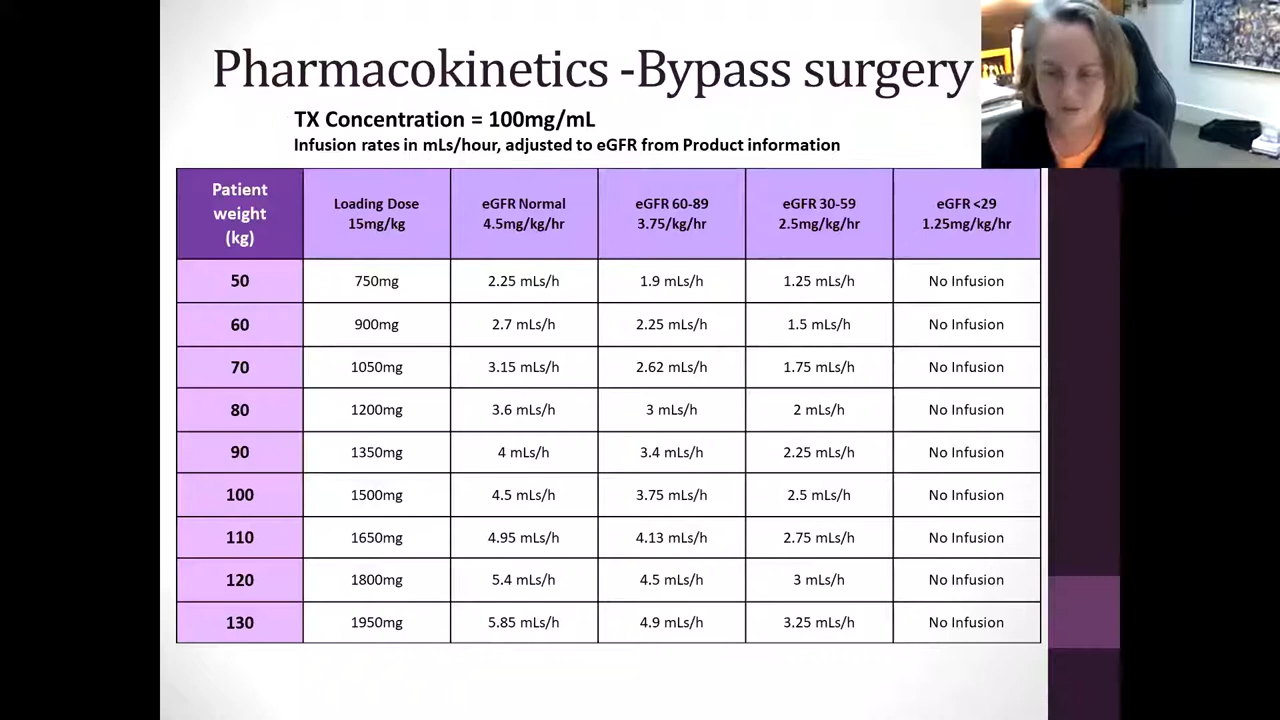 Pharmacokinetics -Bypass surgery
TX Concentration = 100mg/mL
Infusion rates in mLs/hour, adjusted to eGFR from Product information
Patient weight (kg) Loading Dose 15mg/kg eGFR Normal 4.5mg/kg/hr eGFR 60-89 3.75/kg/hr eGFR 30-59 2.5mg/kg/hr eGFR <29 1.25mg/kg/hr
50 750mg 2.25 mLs/h 1.9 mLs/h 1.25 mLs/h No Infusion
60 900mg 2.7 mLs/h 2.25 mLs/h 1.5 mLs/h No Infusion
70 1050mg 3.15 mLs/h 2.62 mLs/h 1.75 mLs/h No Infusion
80 1200mg 3.6 mLs/h 3 mLs/h 2 mLs/h No Infusion
90 1350mg 4 mLs/h 3.4 mLs/h 2.25 mLs/h No Infusion
100 1500mg 4.5 mLs/h 3.75 mLs/h 2.5 mLs/h No Infusion
110 1650mg 4.95 mLs/h 4.13 mLs/h 2.75 mLs/h No Infusion
120 1800mg 5.4 mLs/h 4.5 mLs/h 3 mLs/h No Infusion
130 1950mg 5.85 mLs/h 4.9 mLs/h 3.25 mLs/h No Infusion